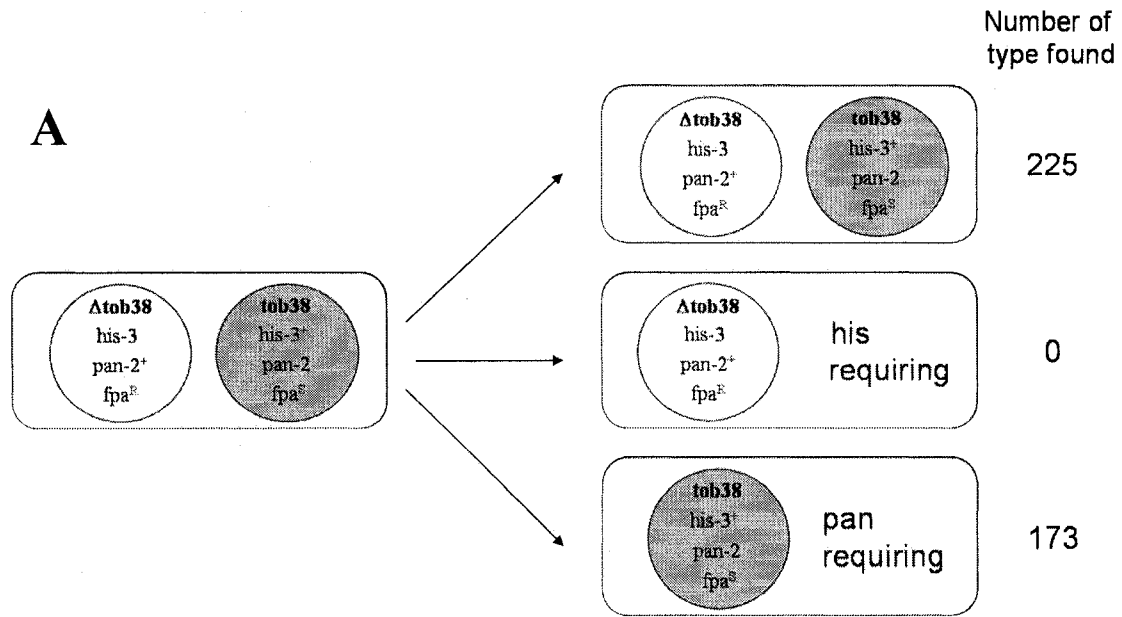 Number of
type found
A
Δtob38
his-3
pan-2⁺
fpaᴿ
tob38
his-3⁺
pan-2
fpaˢ
225
Δtob38
his-3
pan-2⁺
fpaᴿ
tob38
his-3⁺
pan-2
fpaˢ
Δtob38
his-3
pan-2⁺
fpaᴿ
his
requiring
0
tob38
his-3⁺
pan-2
fpaˢ
pan
requiring
173